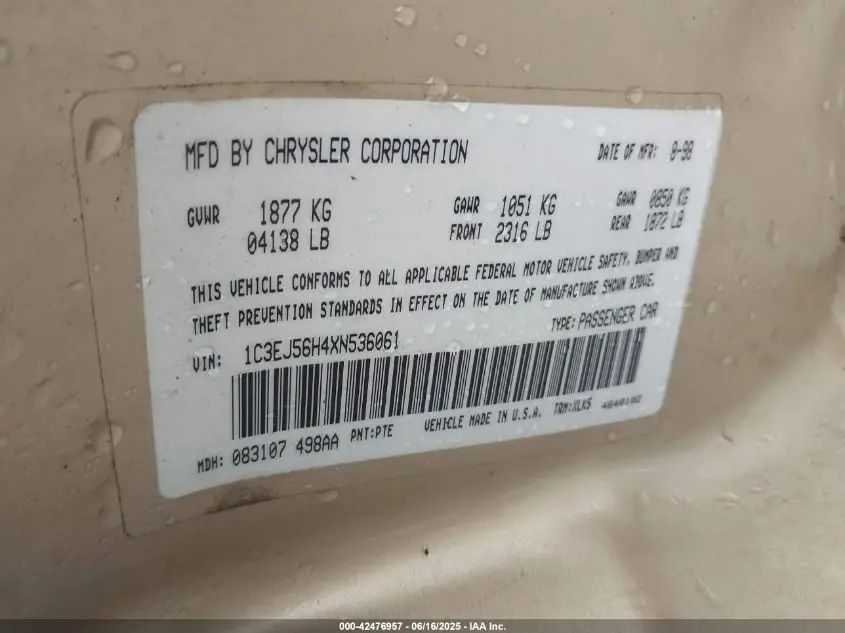 MFD BY CHRYSLER CORPORATION DATE OF MFR: 8-98
GVWR 1877 KG GAWR 1051 KG GAWR 0850 KG
04138 LB FRONT 2316 LB REAR 1872 LB
THIS VEHICLE CONFORMS TO ALL APPLICABLE FEDERAL MOTOR VEHICLE SAFETY, BUMPER AND
THEFT PREVENTION STANDARDS IN EFFECT ON THE DATE OF MANUFACTURE SHOWN ABOVE.
VIN: 1C3EJ56H4XN536061 TYPE: PASSENGER CAR
MDH: 083107 498AA PNT: PTE VEHICLE MADE IN U.S.A. TRM: XLK5
000-42476957 - 06/16/2025 - IAA Inc.